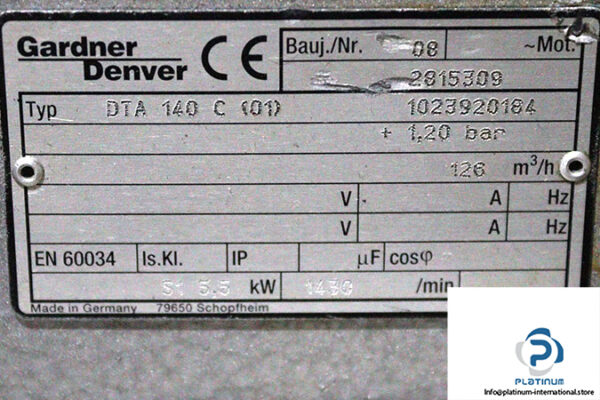 Gardner
Denver
CE
Bauj./Nr. 08 ~Mot.
2815309
Typ DTA 140 C (01) 1023920184
+ 1,20 bar
126 m³/h
V A Hz
V A Hz
EN 60034 Is.Kl. IP µF cosφ
S1 5.5 kW 1430 /min
Made in Germany 79650 Schopfheim
PLATINUM
Info@platinum-international.store